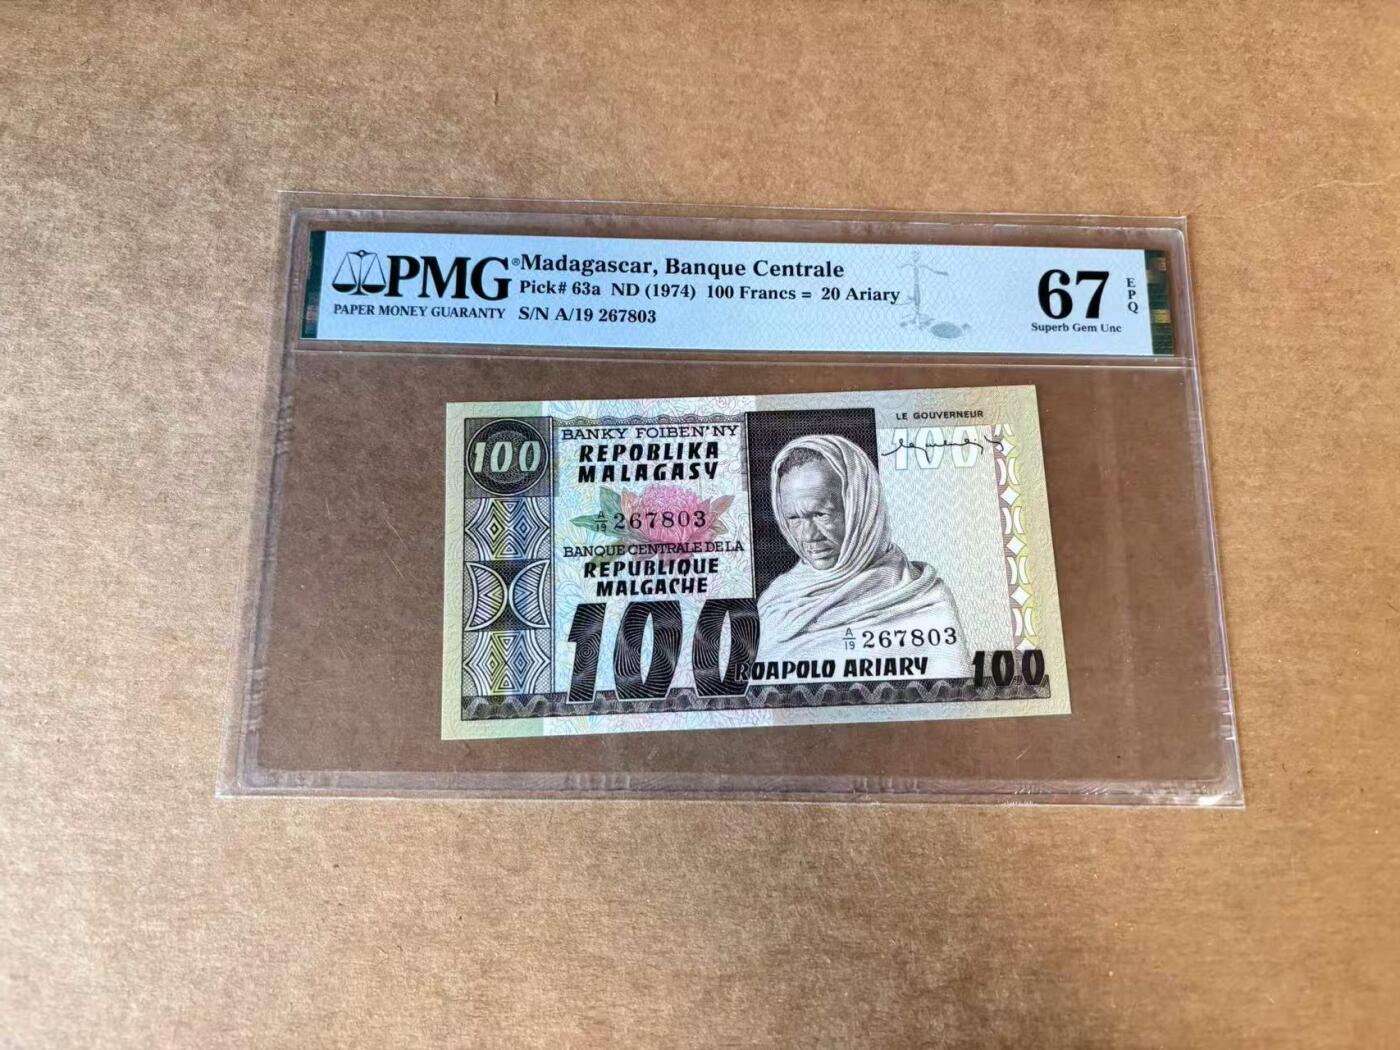 PMG®
PAPER MONEY GUARANTY
Madagascar, Banque Centrale
Pick# 63a ND (1974) 100 Francs = 20 Ariary
S/N A/19 267803
67
EPQ
Superb Gem Unc
100
BANKY FOIBEN'NY
REPOBLIKA
MALAGASY
A/19 267803
BANQUE CENTRALE DE LA
REPUBLIQUE
MALGACHE
100
LE GOUVERNEUR
100
A/19 267803
ROAPOLO ARIARY
100